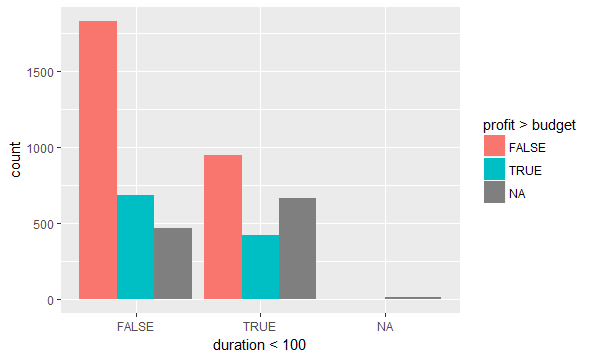 1500
1000
500
0
count
FALSE
TRUE
NA
duration < 100
profit > budget
FALSE
TRUE
NA